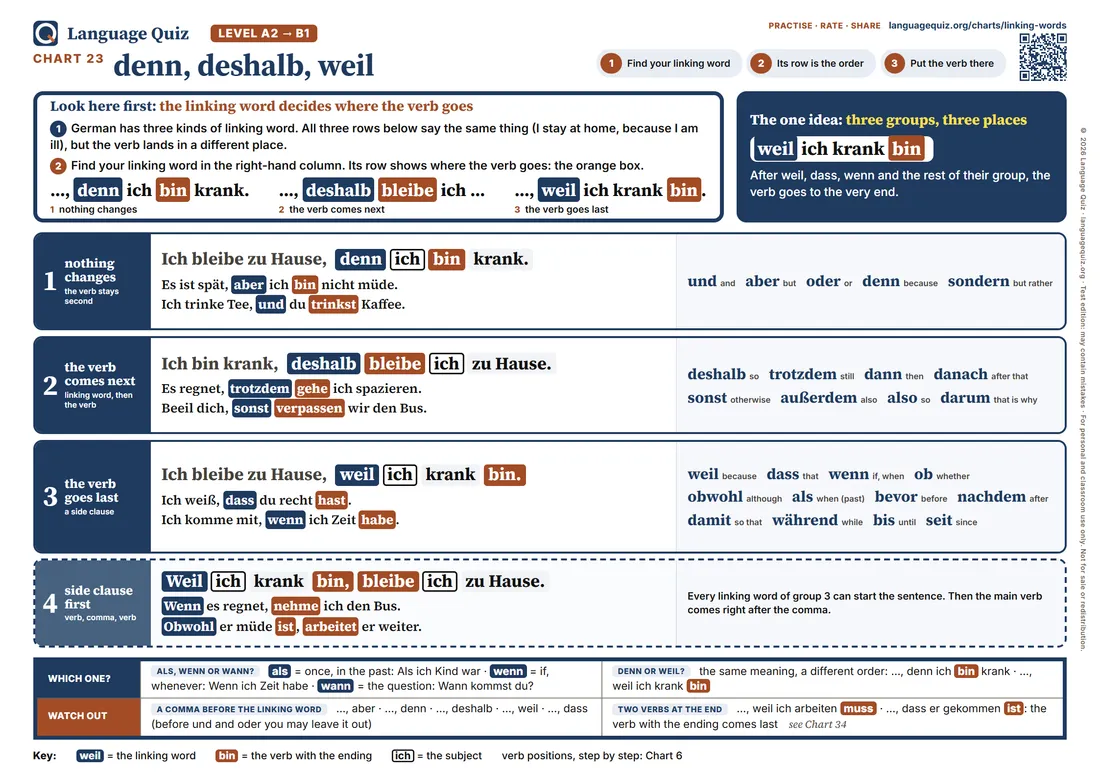 Language Quiz
LEVEL A2 → B1
PRACTISE · RATE · SHARE languagequiz.org/charts/linking-words
CHART 23
denn, deshalb, weil
1 Find your linking word
2 Its row is the order
3 Put the verb there
Look here first: the linking word decides where the verb goes
1 German has three kinds of linking word. All three rows below say the same thing (I stay at home, because I am
ill), but the verb lands in a different place.
2 Find your linking word in the right-hand column. Its row shows where the verb goes: the orange box.
..., denn ich bin krank.
1 nothing changes
..., deshalb bleibe ich ...
2 the verb comes next
..., weil ich krank bin.
3 the verb goes last
The one idea: three groups, three places
weil ich krank bin
After weil, dass, wenn and the rest of their group, the
verb goes to the very end.
1 nothing
changes
the verb stays
second
Ich bleibe zu Hause, denn ich bin krank.
Es ist spät, aber ich bin nicht müde.
Ich trinke Tee, und du trinkst Kaffee.
und and aber but oder or denn because sondern but rather
2 the verb
comes next
linking word, then
the verb
Ich bin krank, deshalb bleibe ich zu Hause.
Es regnet, trotzdem gehe ich spazieren.
Beeil dich, sonst verpassen wir den Bus.
deshalb so trotzdem still dann then danach after that
sonst otherwise außerdem also also so darum that is why
3 the verb
goes last
a side clause
Ich bleibe zu Hause, weil ich krank bin.
Ich weiß, dass du recht hast.
Ich komme mit, wenn ich Zeit habe.
weil because dass that wenn if, when ob whether
obwohl although als when (past) bevor before nachdem after
damit so that während while bis until seit since
4 side clause
first
verb, comma, verb
Weil ich krank bin, bleibe ich zu Hause.
Wenn es regnet, nehme ich den Bus.
Obwohl er müde ist, arbeitet er weiter.
Every linking word of group 3 can start the sentence. Then the main verb
comes right after the comma.
WHICH ONE?
ALS, WENN OR WANN? als = once, in the past: Als ich Kind war · wenn = if,
whenever: Wenn ich Zeit habe · wann = the question: Wann kommst du?
DENN OR WEIL? the same meaning, a different order: ..., denn ich bin krank · ...,
weil ich krank bin
WATCH OUT
A COMMA BEFORE THE LINKING WORD ..., aber · ..., denn · ..., deshalb · ..., weil · ..., dass
(before und and oder you may leave it out)
TWO VERBS AT THE END ..., weil ich arbeiten muss · ..., dass er gekommen ist: the
verb with the ending comes last see Chart 34
Key: weil = the linking word bin = the verb with the ending ich = the subject verb positions, step by step: Chart 6
© 2026 Language Quiz · languagequiz.org · Test edition: may contain mistakes · For personal and classroom use only. Not for sale or redistribution.